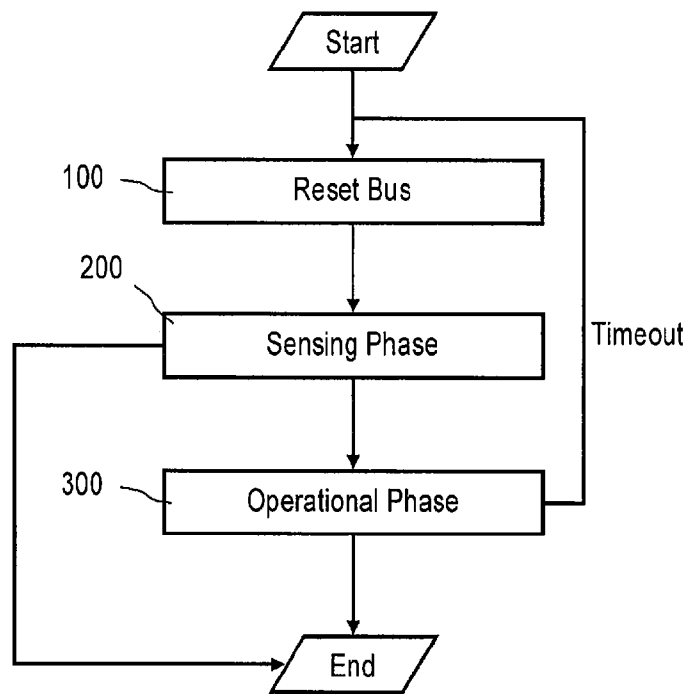 Start
100
Reset Bus
200
Sensing Phase
Timeout
300
Operational Phase
End